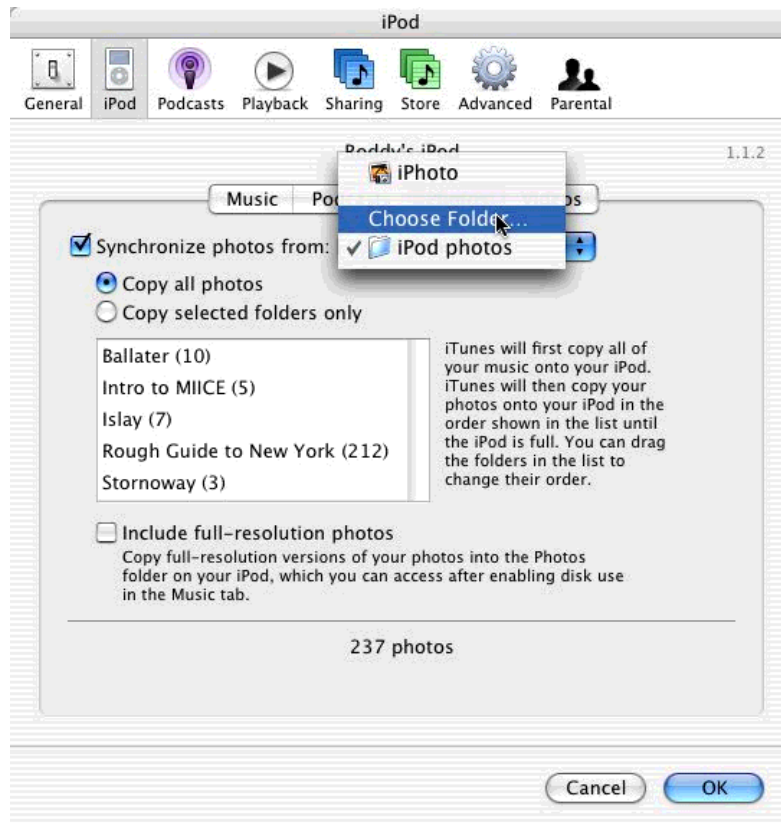 iPod
General iPod Podcasts Playback Sharing Store Advanced Parental
Roddy's iPod 1.1.2
iPhoto
Music
Choose Folder...
Synchronize photos from: iPod photos
Copy all photos
Copy selected folders only
Ballater (10)
Intro to MIICE (5)
Islay (7)
Rough Guide to New York (212)
Stornoway (3)
iTunes will first copy all of
your music onto your iPod.
iTunes will then copy your
photos onto your iPod in the
order shown in the list until
the iPod is full. You can drag
the folders in the list to
change their order.
Include full-resolution photos
Copy full-resolution versions of your photos into the Photos
folder on your iPod, which you can access after enabling disk use
in the Music tab.
237 photos
Cancel OK